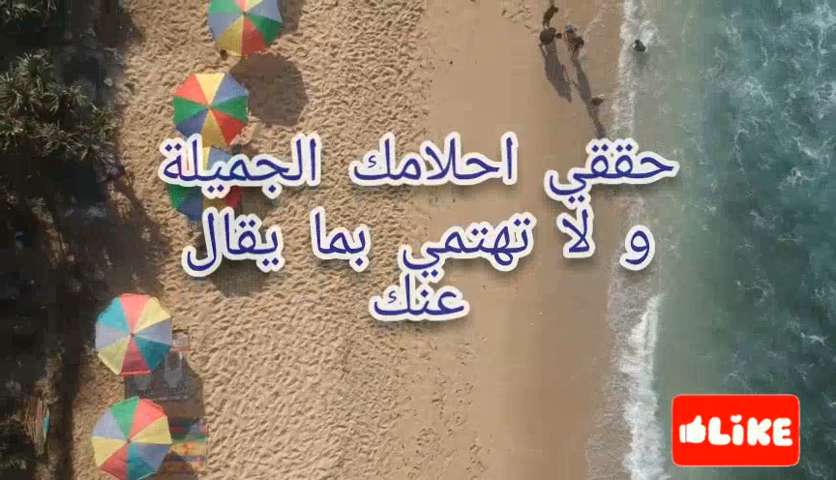 حققي احلامك الجميلة
و لا تهتمي بما يقال
عنك
LIKE